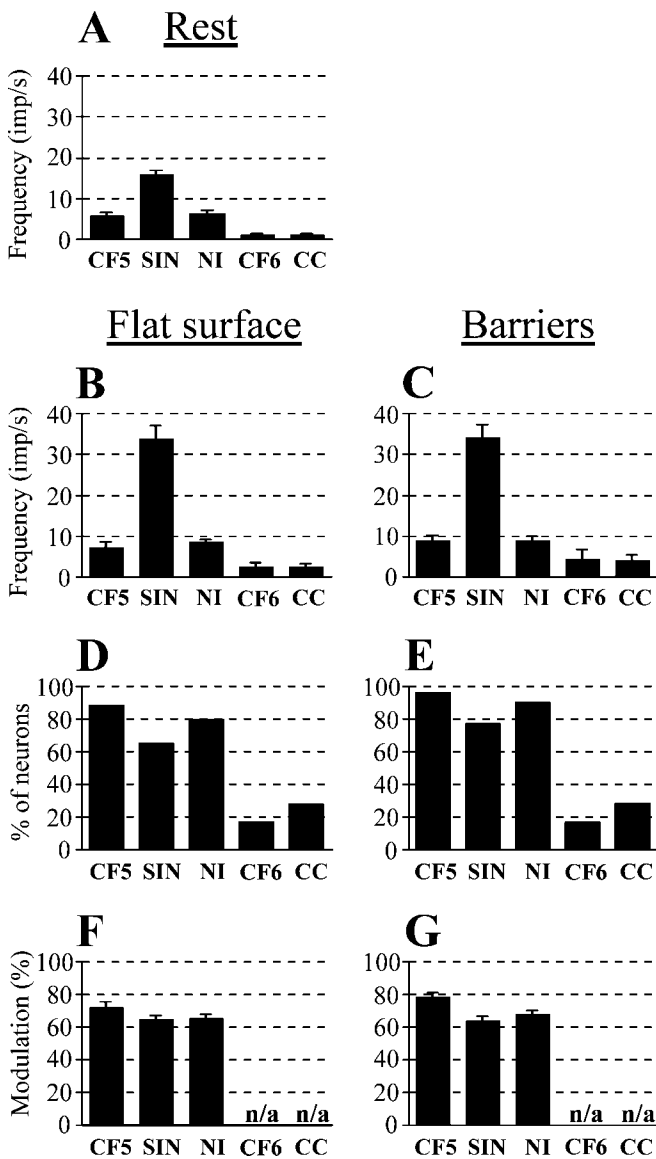 A Rest
Frequency (imp/s)
40
30
20
10
0
CF5 SIN NI CF6 CC
Flat surface Barriers
B C
Frequency (imp/s)
40 40
30 30
20 20
10 10
0 0
CF5 SIN NI CF6 CC CF5 SIN NI CF6 CC
D E
% of neurons
100 100
80 80
60 60
40 40
20 20
0 0
CF5 SIN NI CF6 CC CF5 SIN NI CF6 CC
F G
Modulation (%)
100 100
80 80
60 60
40 40
20 20
0 n/a n/a 0 n/a n/a
CF5 SIN NI CF6 CC CF5 SIN NI CF6 CC